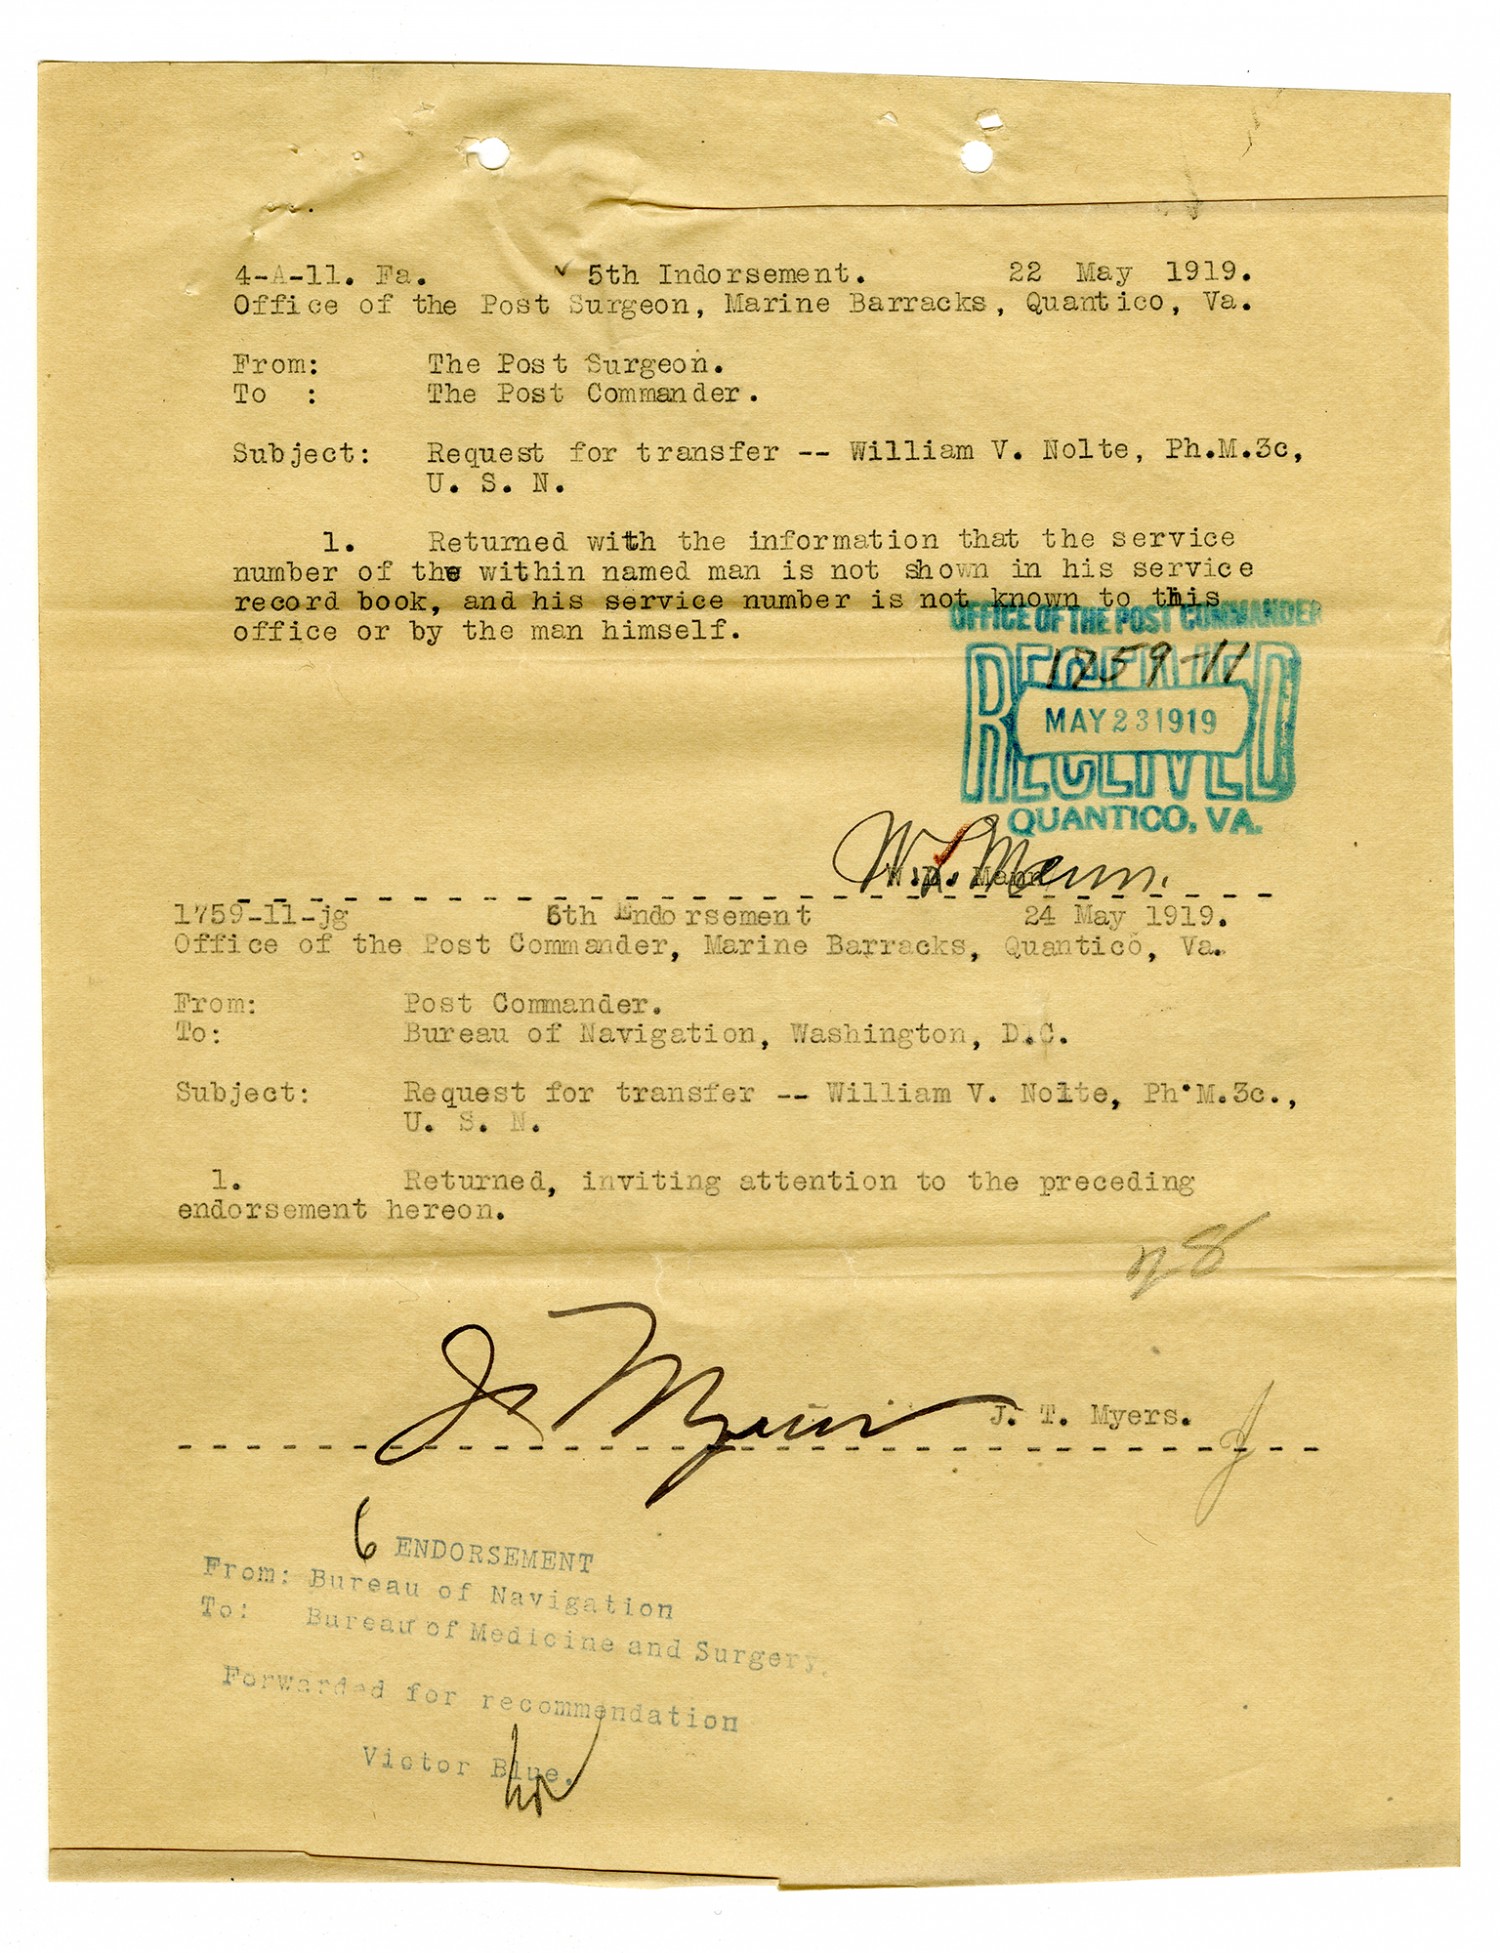 4-A-11. Fa. ✓ 5th Indorsement. 22 May 1919.
Office of the Post Surgeon, Marine Barracks, Quantico, Va.
From: The Post Surgeon.
To : The Post Commander.
Subject: Request for transfer -- William V. Nolte, Ph.M.3c,
U. S. N.
1. Returned with the information that the service
number of the within named man is not shown in his service
record book, and his service number is not known to this
office or by the man himself.
OFFICE OF THE POST COMMANDER
RECEIVED
1759-11
MAY 23 1919
RECEIVED
QUANTICO, VA.
W. L. Mann.
W.L. Mann
1759-11-jg 6th Endorsement 24 May 1919.
Office of the Post Commander, Marine Barracks, Quantico, Va.
From: Post Commander.
To: Bureau of Navigation, Washington, D.C.
Subject: Request for transfer -- William V. Nolte, Ph.M.3c.,
U. S. N.
1. Returned, inviting attention to the preceding
endorsement hereon.
J. T. Myers.
6 ENDORSEMENT
From: Bureau of Navigation
To: Bureau of Medicine and Surgery.
Forwarded for recommendation
Victor Blue.